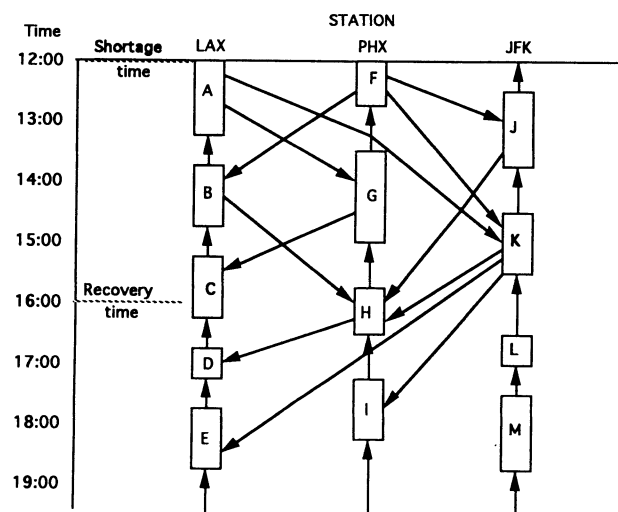 STATION
Time
Shortage LAX PHX JFK
12:00
time
A F
13:00
J
14:00
B G
15:00
K
C
Recovery
16:00
time
H
17:00
D L
I
18:00
E M
19:00